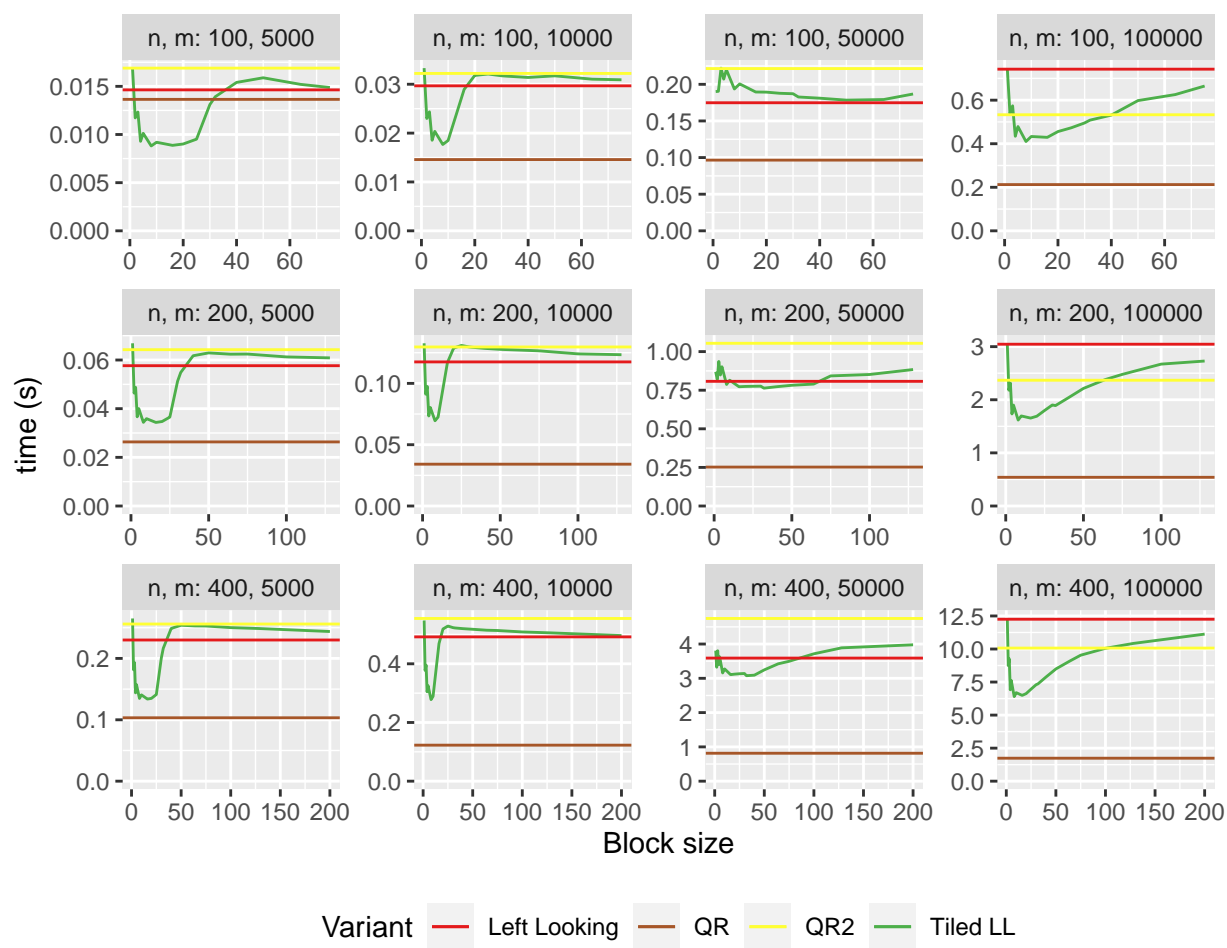 n, m: 100, 5000
n, m: 100, 10000
n, m: 100, 50000
n, m: 100, 100000
0.015
0.010
0.005
0.000
0 20 40 60
0.03
0.02
0.01
0.00
0 20 40 60
0.20
0.15
0.10
0.05
0.00
0 20 40 60
0.6
0.4
0.2
0.0
0 20 40 60
n, m: 200, 5000
n, m: 200, 10000
n, m: 200, 50000
n, m: 200, 100000
0.06
0.04
0.02
0.00
0 50 100
0.10
0.05
0.00
0 50 100
1.00
0.75
0.50
0.25
0.00
0 50 100
3
2
1
0
0 50 100
time (s)
n, m: 400, 5000
n, m: 400, 10000
n, m: 400, 50000
n, m: 400, 100000
0.2
0.1
0.0
0 50 100 150 200
0.4
0.2
0.0
0 50 100 150 200
4
3
2
1
0
0 50 100 150 200
12.5
10.0
7.5
5.0
2.5
0.0
0 50 100 150 200
Block size
Variant Left Looking QR QR2 Tiled LL